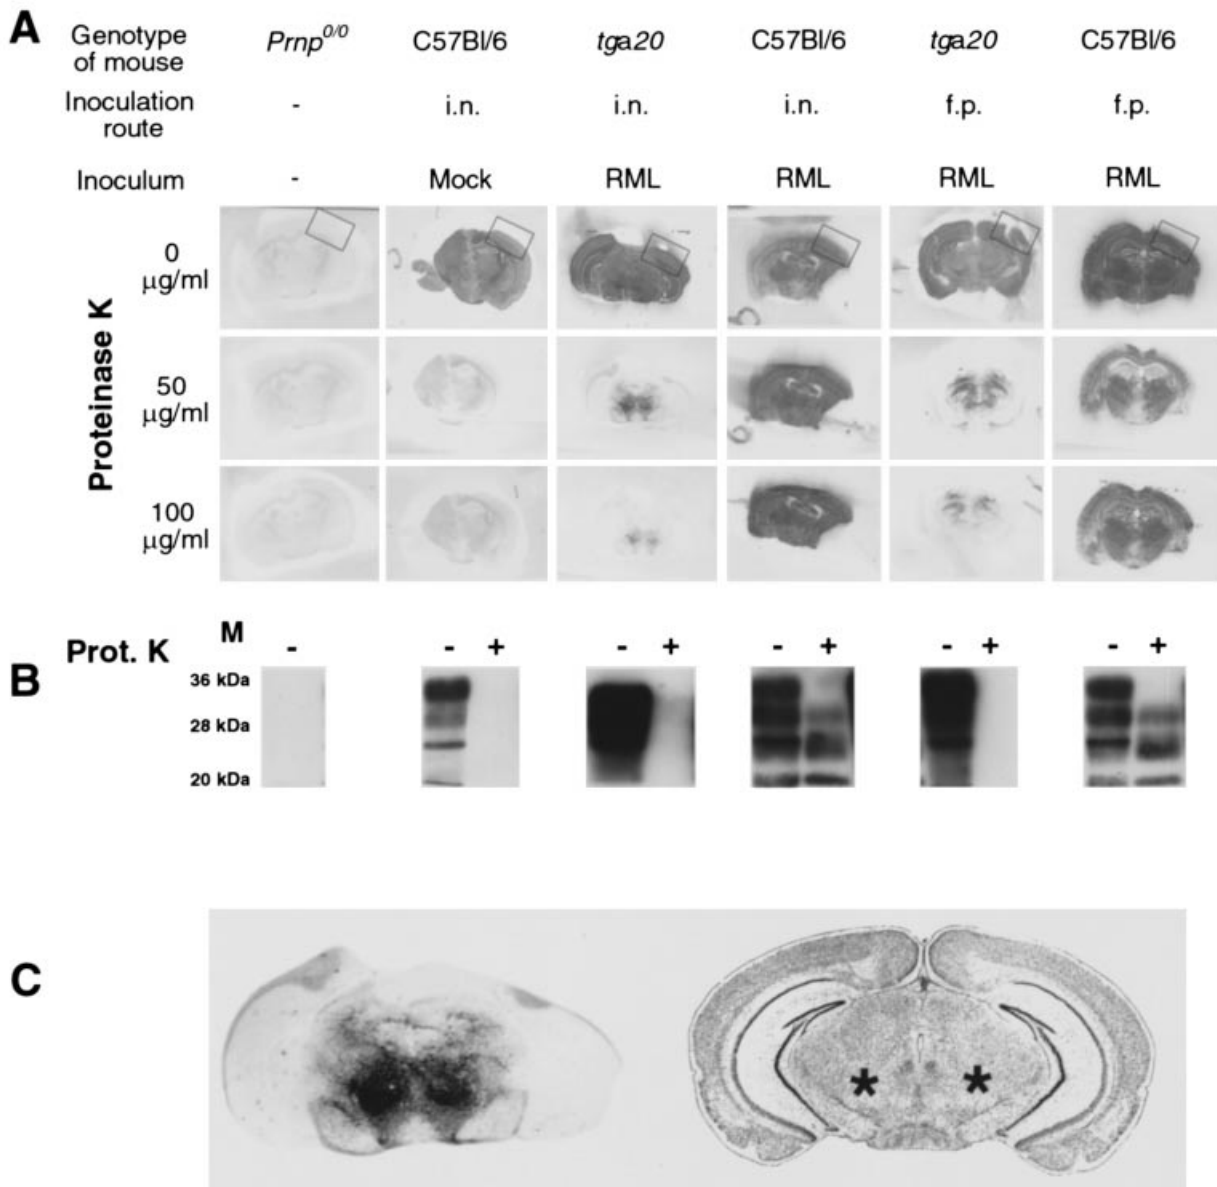 A
Genotype of mouse
Prnp0/0 C57Bl/6 tga20 C57Bl/6 tga20 C57Bl/6
Inoculation route
- i.n. i.n. i.n. f.p. f.p.
Inoculum - Mock RML RML RML RML
Proteinase K
0 µg/ml
50 µg/ml
100 µg/ml
B
Prot. K M - - + - + - + - + - +
36 kDa
28 kDa
20 kDa
C
* *